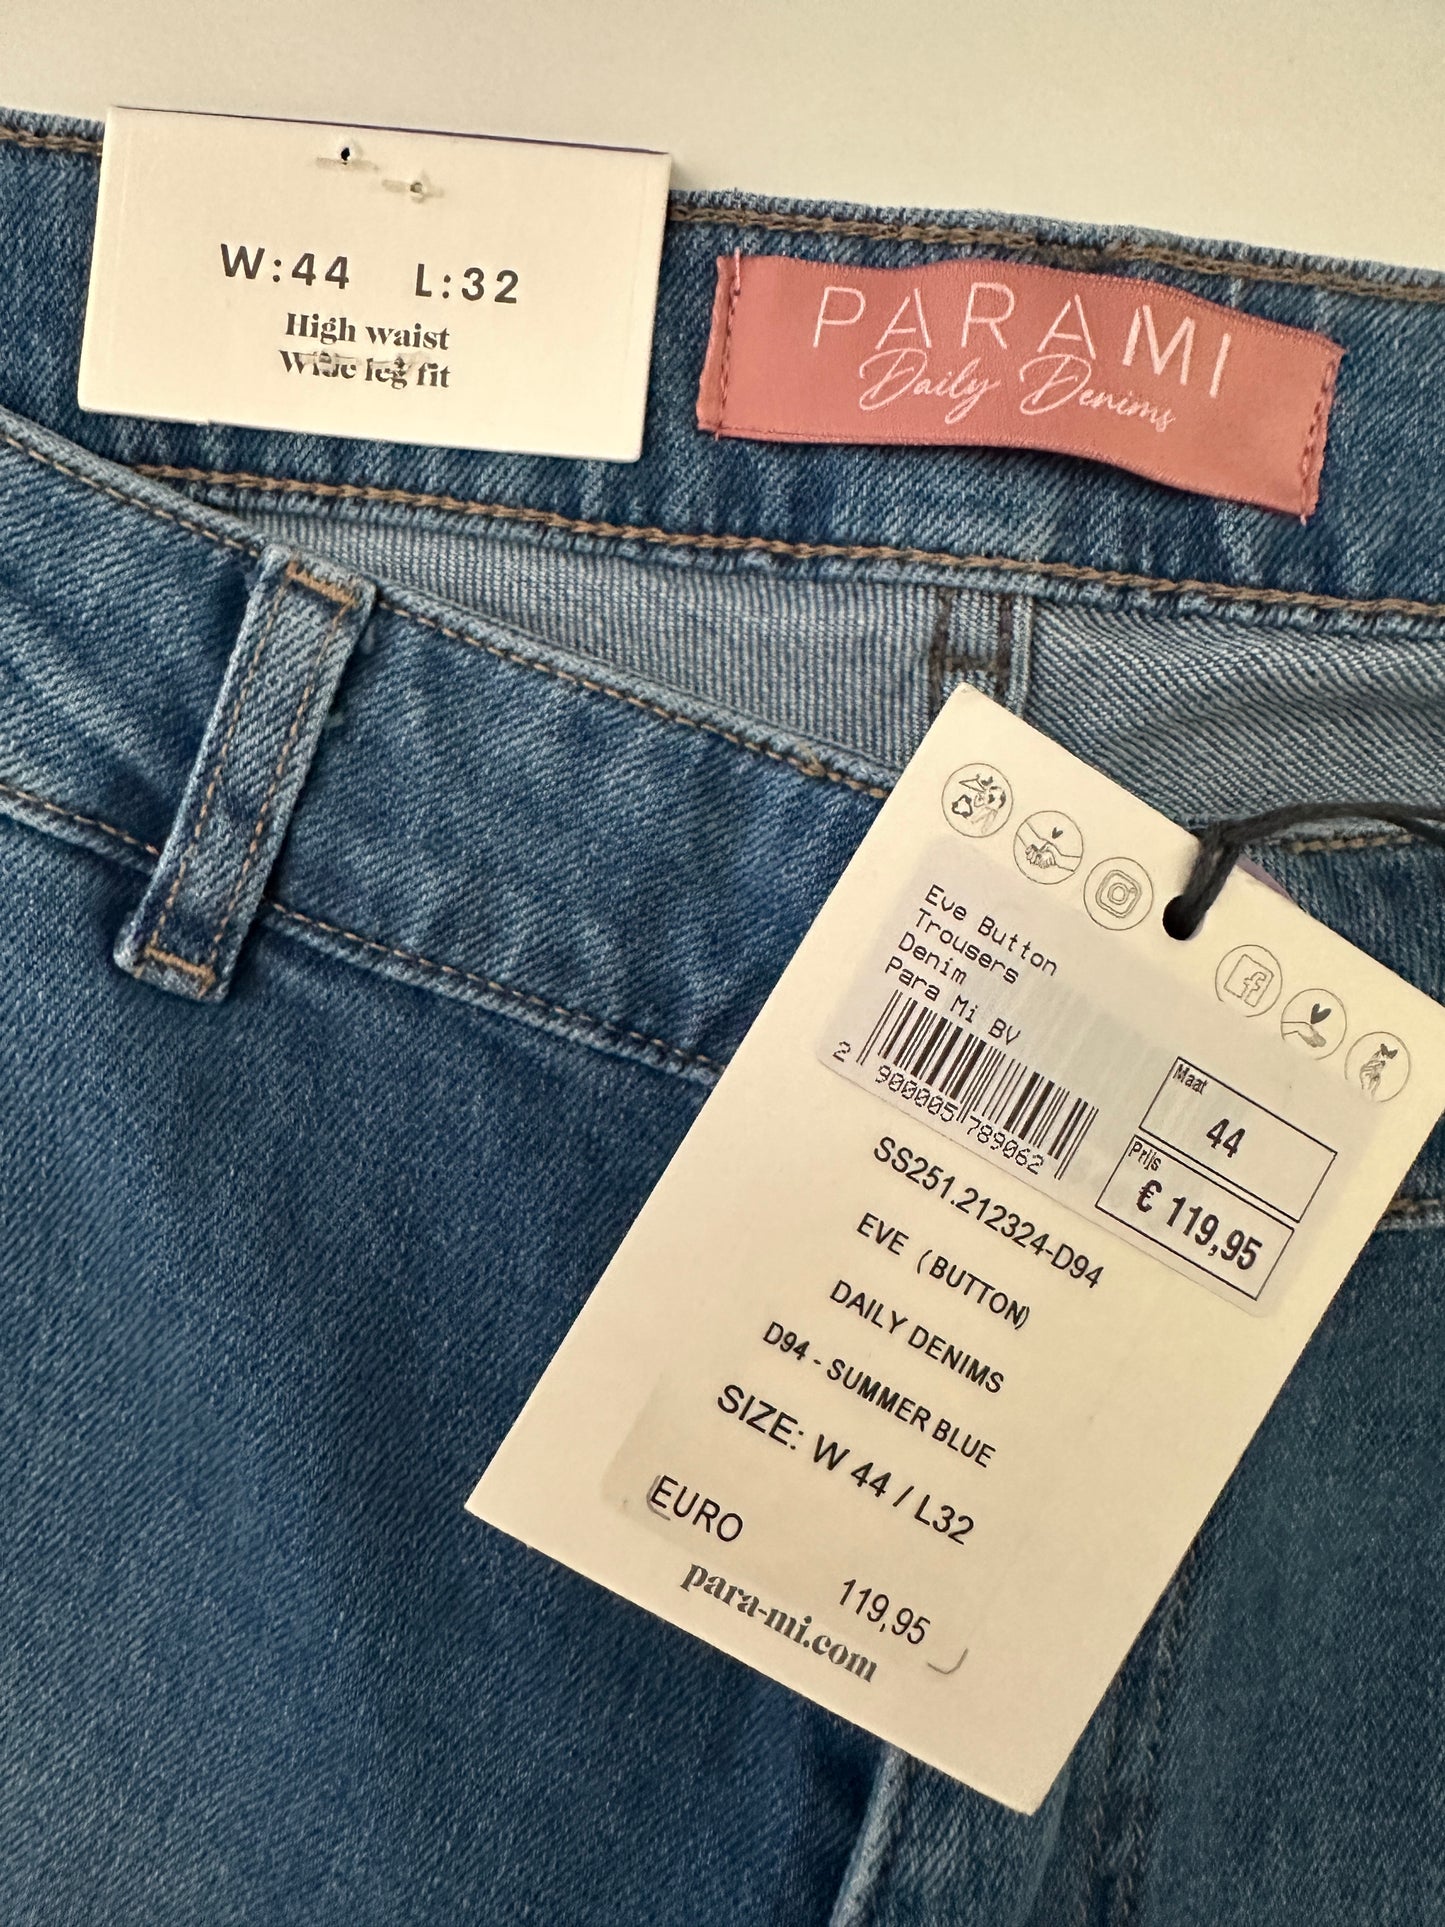 W:44 L:32
High waist
Wide leg fit
PARAMI
Daily Denims
Eve Button
Trousers
Denim
Para Mi BV
2 900005 789062
Maat
44
Prijs
€ 119,95
SS251.212324-D94
EVE (BUTTON)
DAILY DENIMS
D94 - SUMMER BLUE
SIZE: W 44 / L32
EURO
119,95
para-mi.com